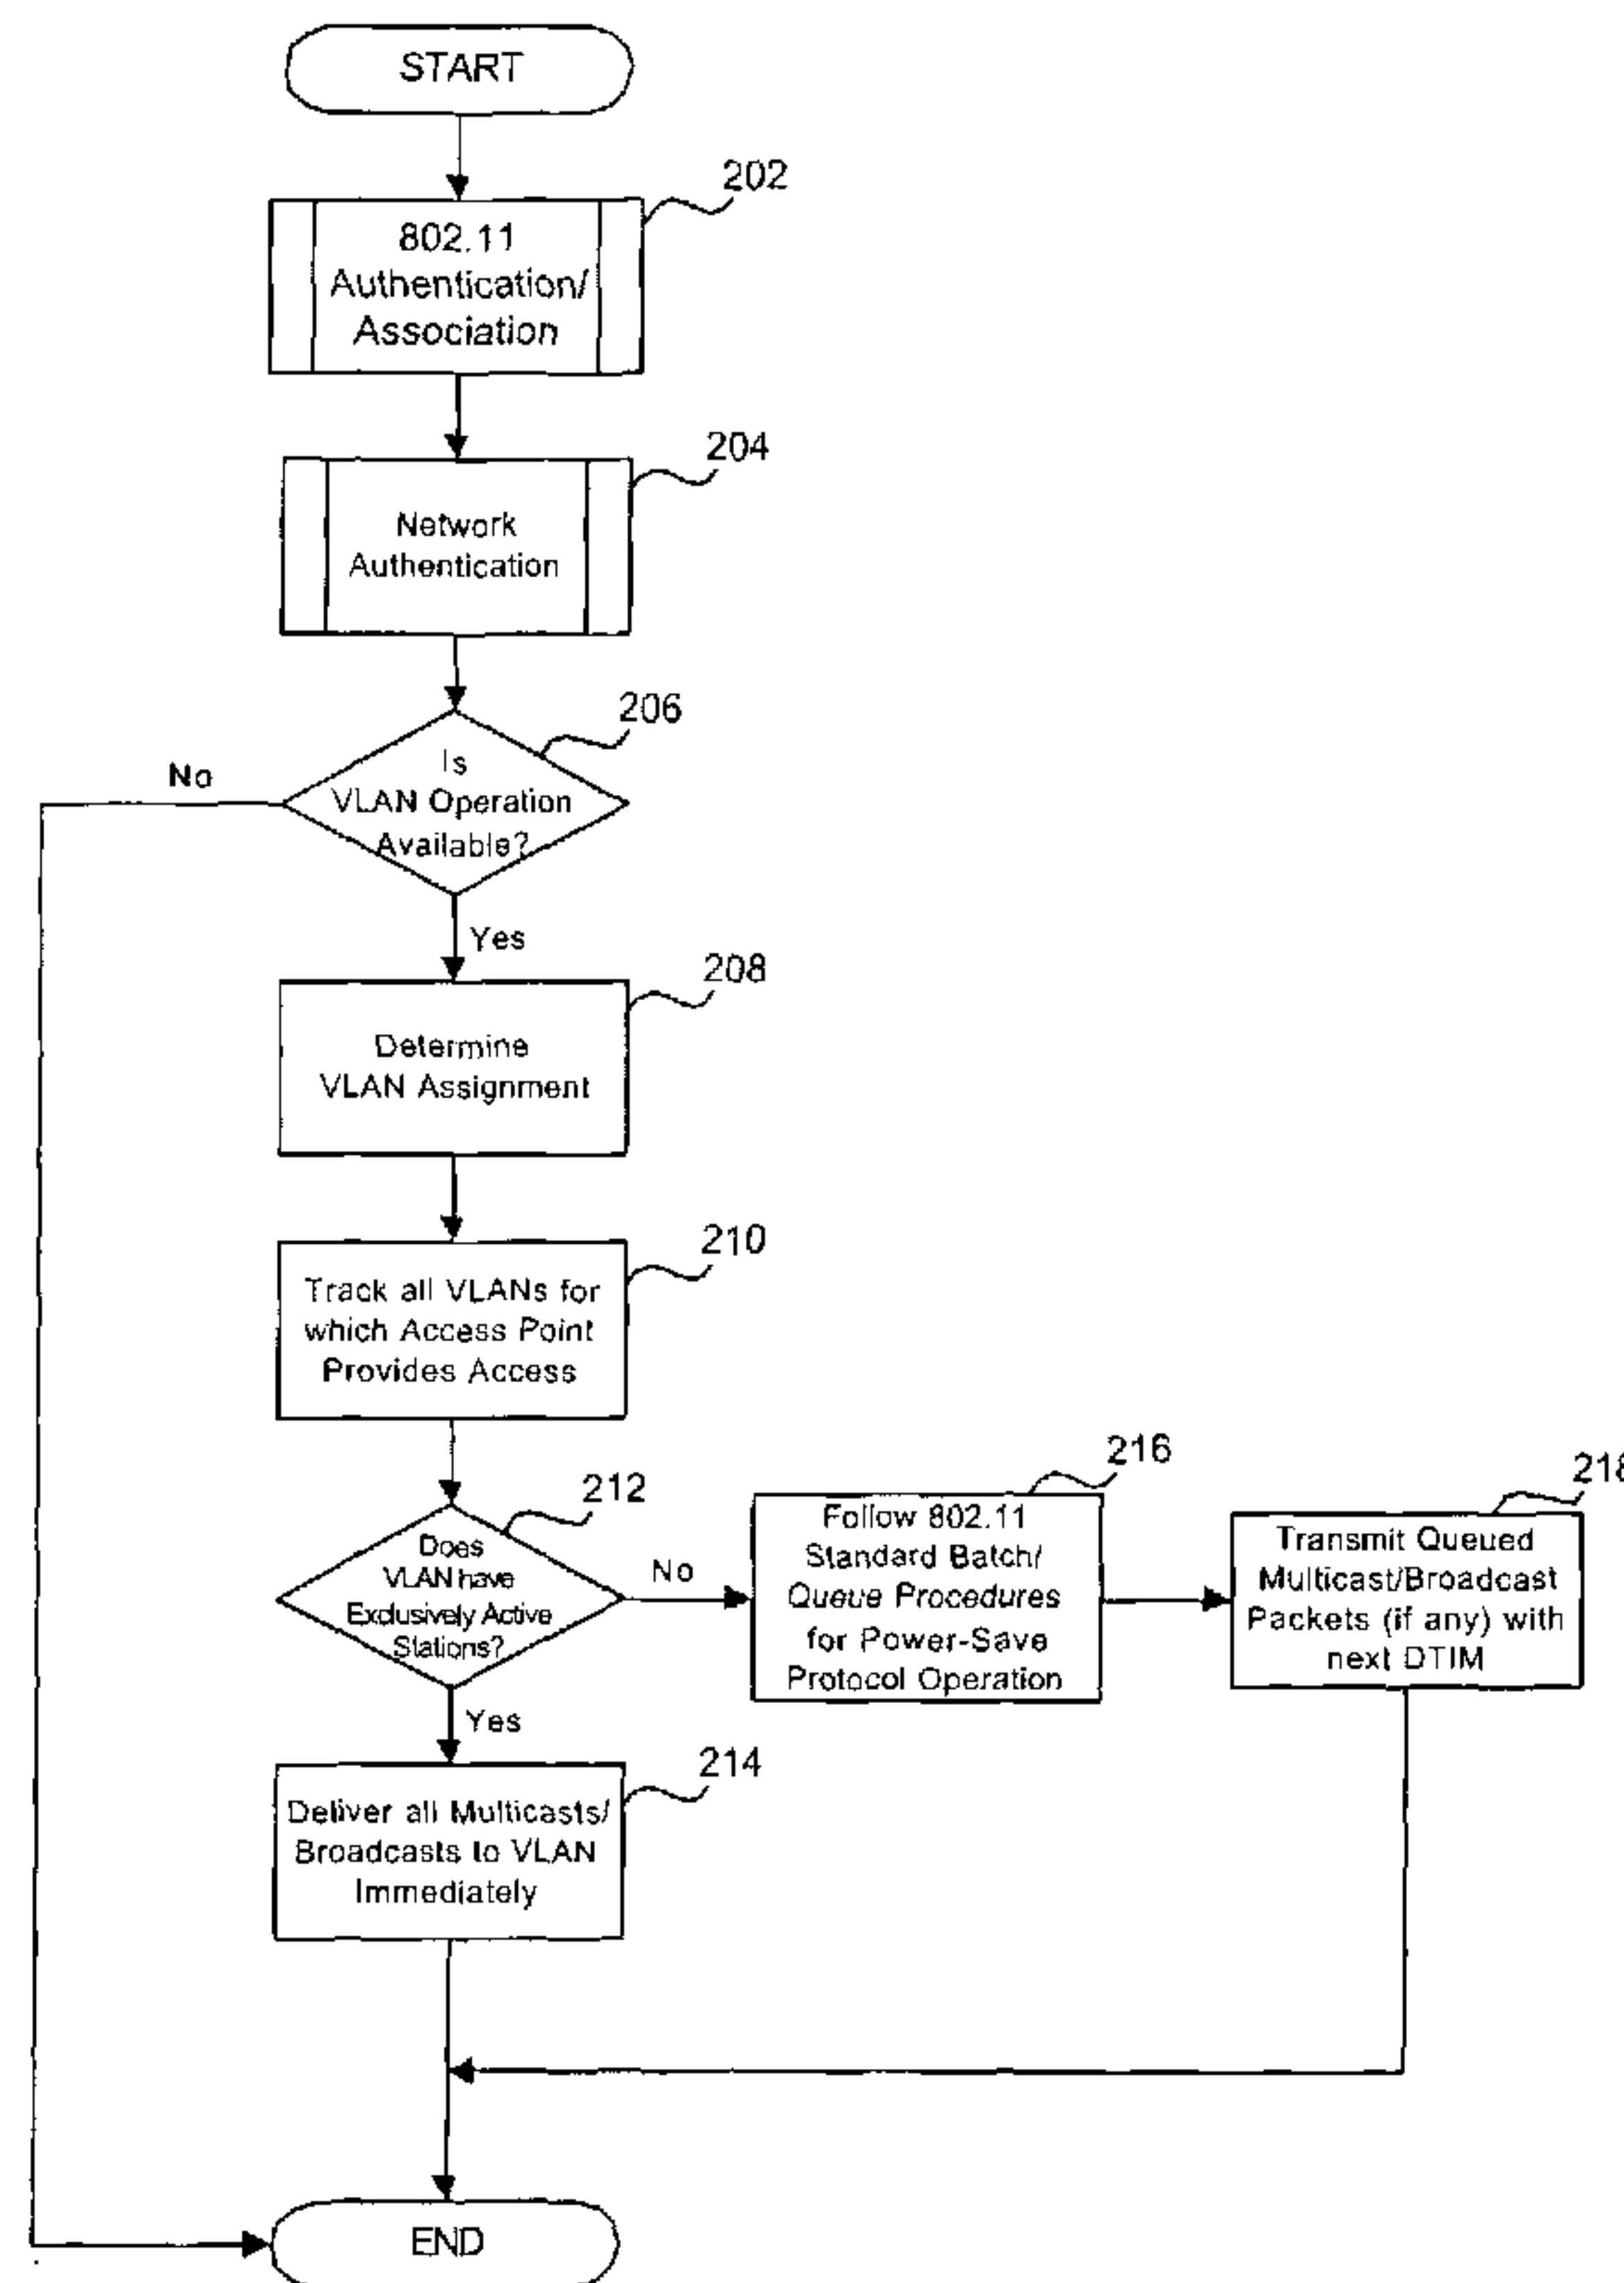 START
202
802.11
Authentication/
Association
204
Network
Authentication
206
Is
VLAN Operation
Available?
No
Yes
208
Determine
VLAN Assignment
210
Track all VLANs for
which Access Point
Provides Access
212
Does
VLAN have
Exclusively Active
Stations?
No
216
Follow 802.11
Standard Batch/
Queue Procedures
for Power-Save
Protocol Operation
218
Transmit Queued
Multicast/Broadcast
Packets (if any) with
next DTIM
Yes
214
Deliver all Multicasts/
Broadcasts to VLAN
Immediately
END